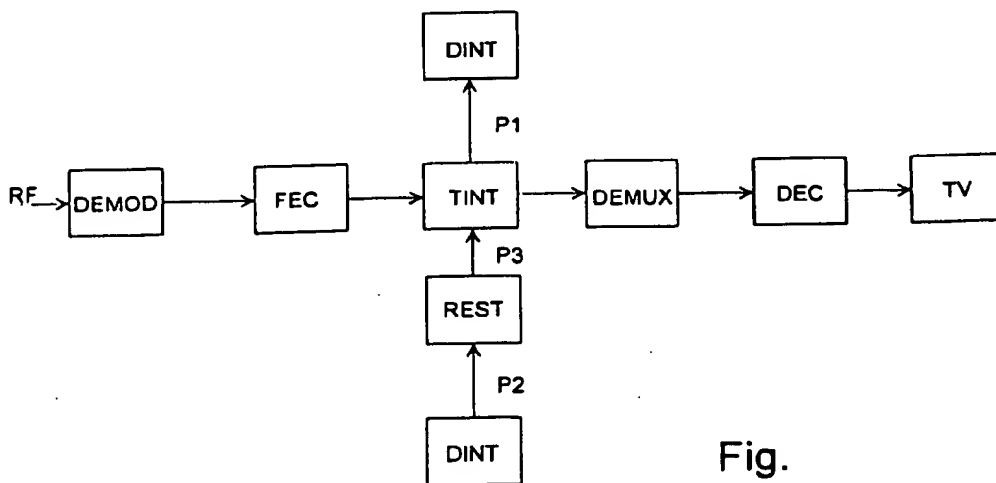 DINT
P1
RF
DEMOD
FEC
TINT
DEMUX
DEC
TV
P3
REST
P2
DINT
Fig.